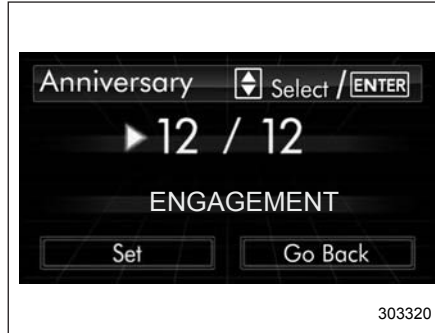 Anniversary Select / ENTER
12 / 12
ENGAGEMENT
Set Go Back
303320